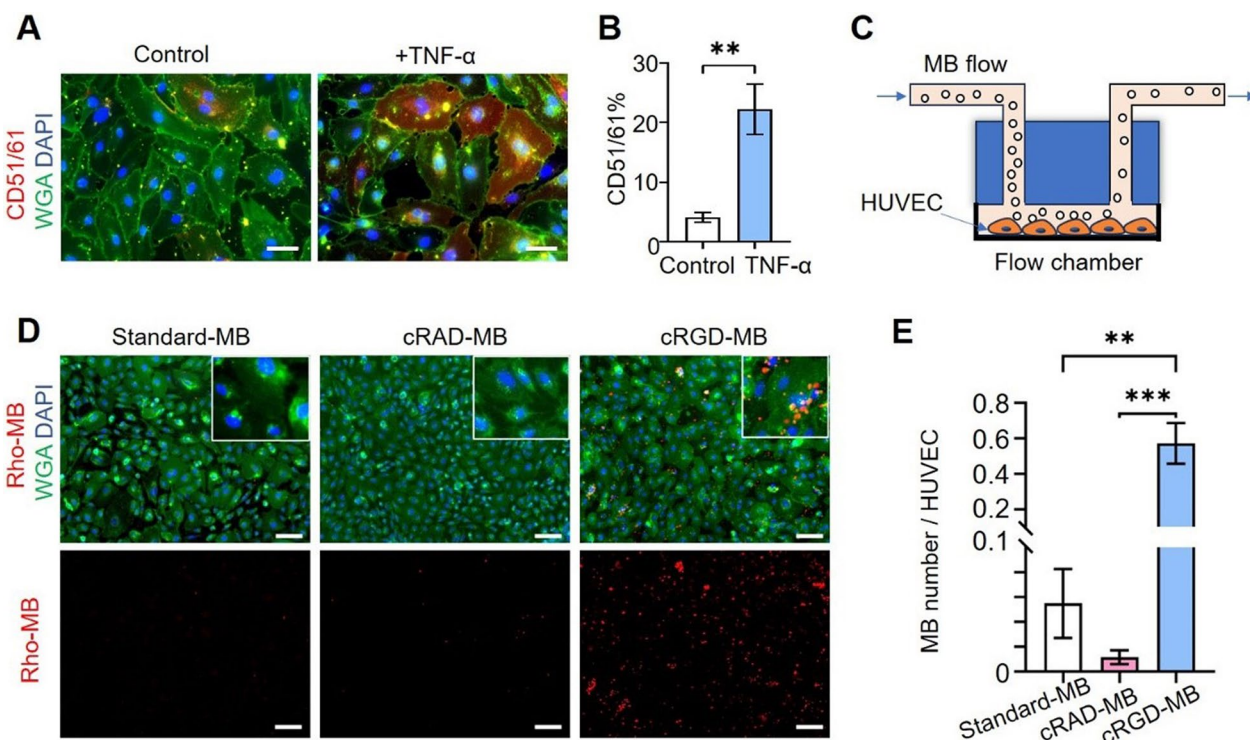 A
Control
+TNF-α
CD51/61
WGA DAPI
B
**
30
20
10
0
CD51/61%
Control TNF-α
C
MB flow
HUVEC
Flow chamber
D
Standard-MB
cRAD-MB
cRGD-MB
Rho-MB
WGA DAPI
Rho-MB
E
**
***
0.8
0.6
0.4
0.2
0.1
0
MB number / HUVEC
Standard-MB
cRAD-MB
cRGD-MB